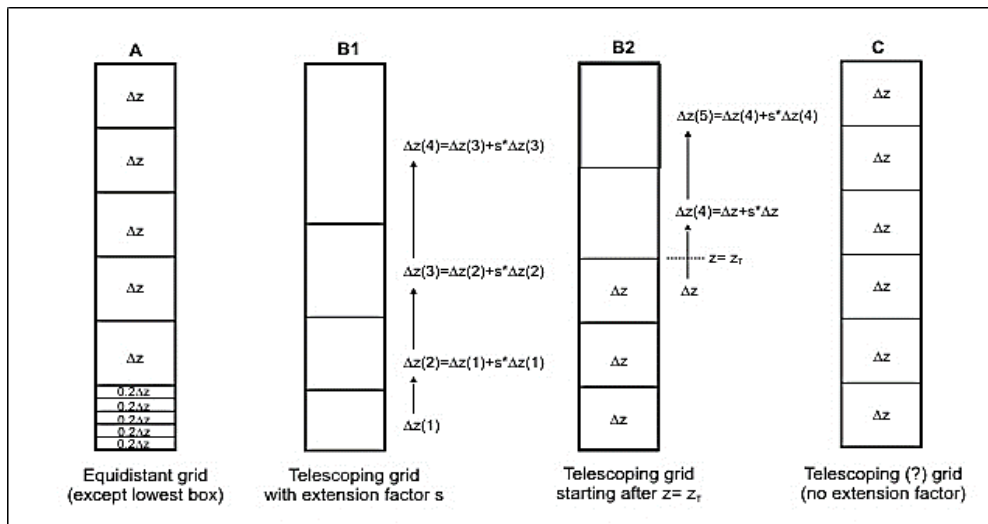 A
Δz
Δz
Δz
Δz
Δz
0.2Δz
0.2Δz
0.2Δz
0.2Δz
0.2Δz
Equidistant grid
(except lowest box)
B1
Δz(4)=Δz(3)+s*Δz(3)
Δz(3)=Δz(2)+s*Δz(2)
Δz(2)=Δz(1)+s*Δz(1)
Δz(1)
Telescoping grid
with extension factor s
B2
Δz(5)=Δz(4)+s*Δz(4)
Δz(4)=Δz+s*Δz
z= zT
Δz
Δz
Δz
Δz
Telescoping grid
starting after z= zT
C
Δz
Δz
Δz
Δz
Δz
Δz
Telescoping (?) grid
(no extension factor)